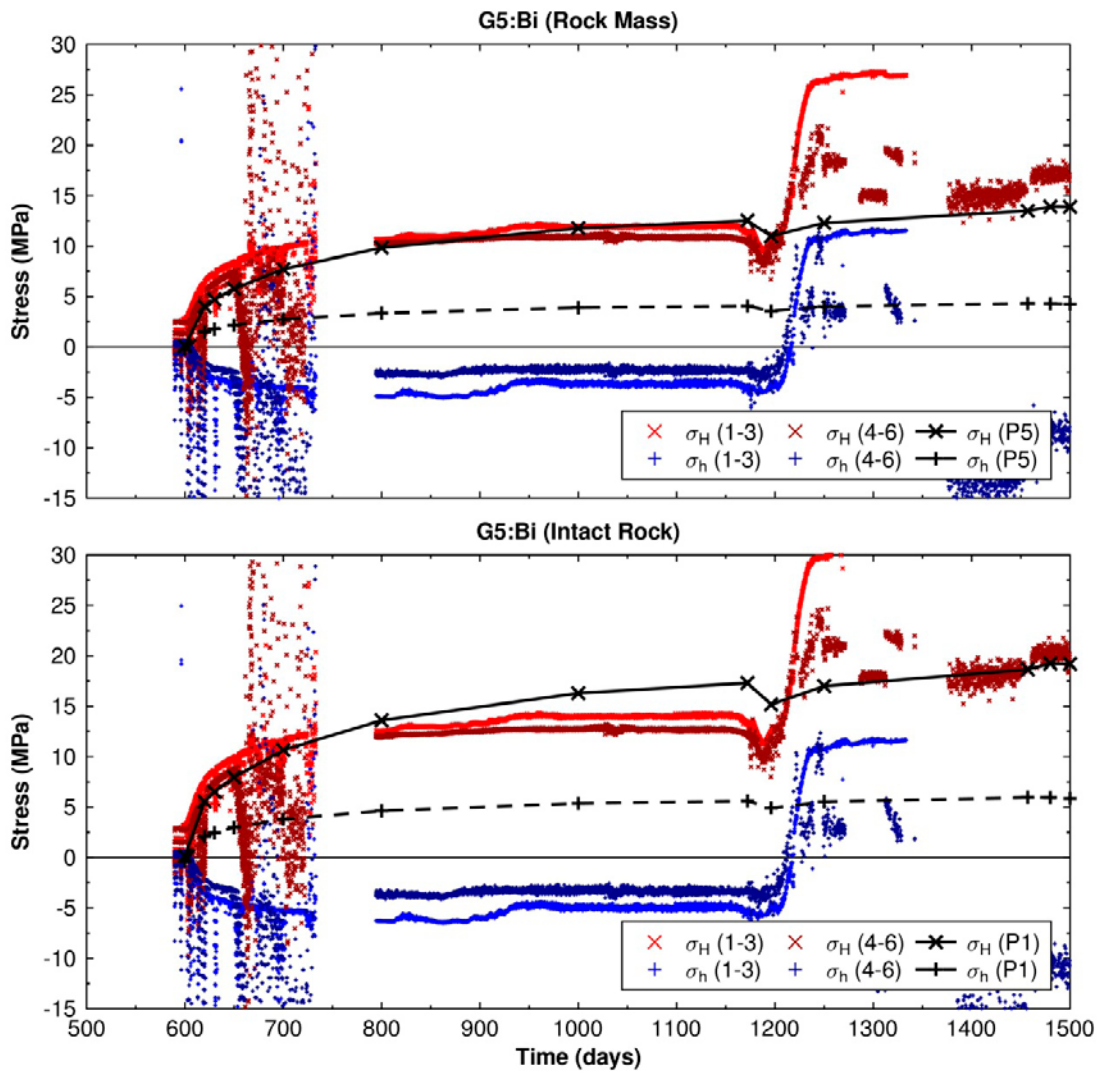 G5:Bi (Rock Mass)
30
25
20
15
10
5
0
-5
-10
-15
Stress (MPa)
× σH (1-3) × σH (4-6) × σH (P5)
+ σh (1-3) + σh (4-6) + σh (P5)
G5:Bi (Intact Rock)
30
25
20
15
10
5
0
-5
-10
-15
Stress (MPa)
× σH (1-3) × σH (4-6) × σH (P1)
+ σh (1-3) + σh (4-6) + σh (P1)
500 600 700 800 900 1000 1100 1200 1300 1400 1500
Time (days)